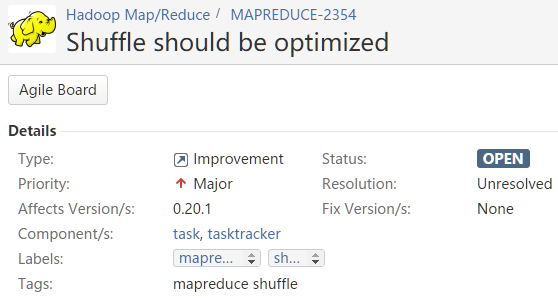 Hadoop Map/Reduce / MAPREDUCE-2354
Shuffle should be optimized
Agile Board
Details
Type: Improvement Status: OPEN
Priority: Major Resolution: Unresolved
Affects Version/s: 0.20.1 Fix Version/s: None
Component/s: task, tasktracker
Labels: mapre... sh...
Tags: mapreduce shuffle